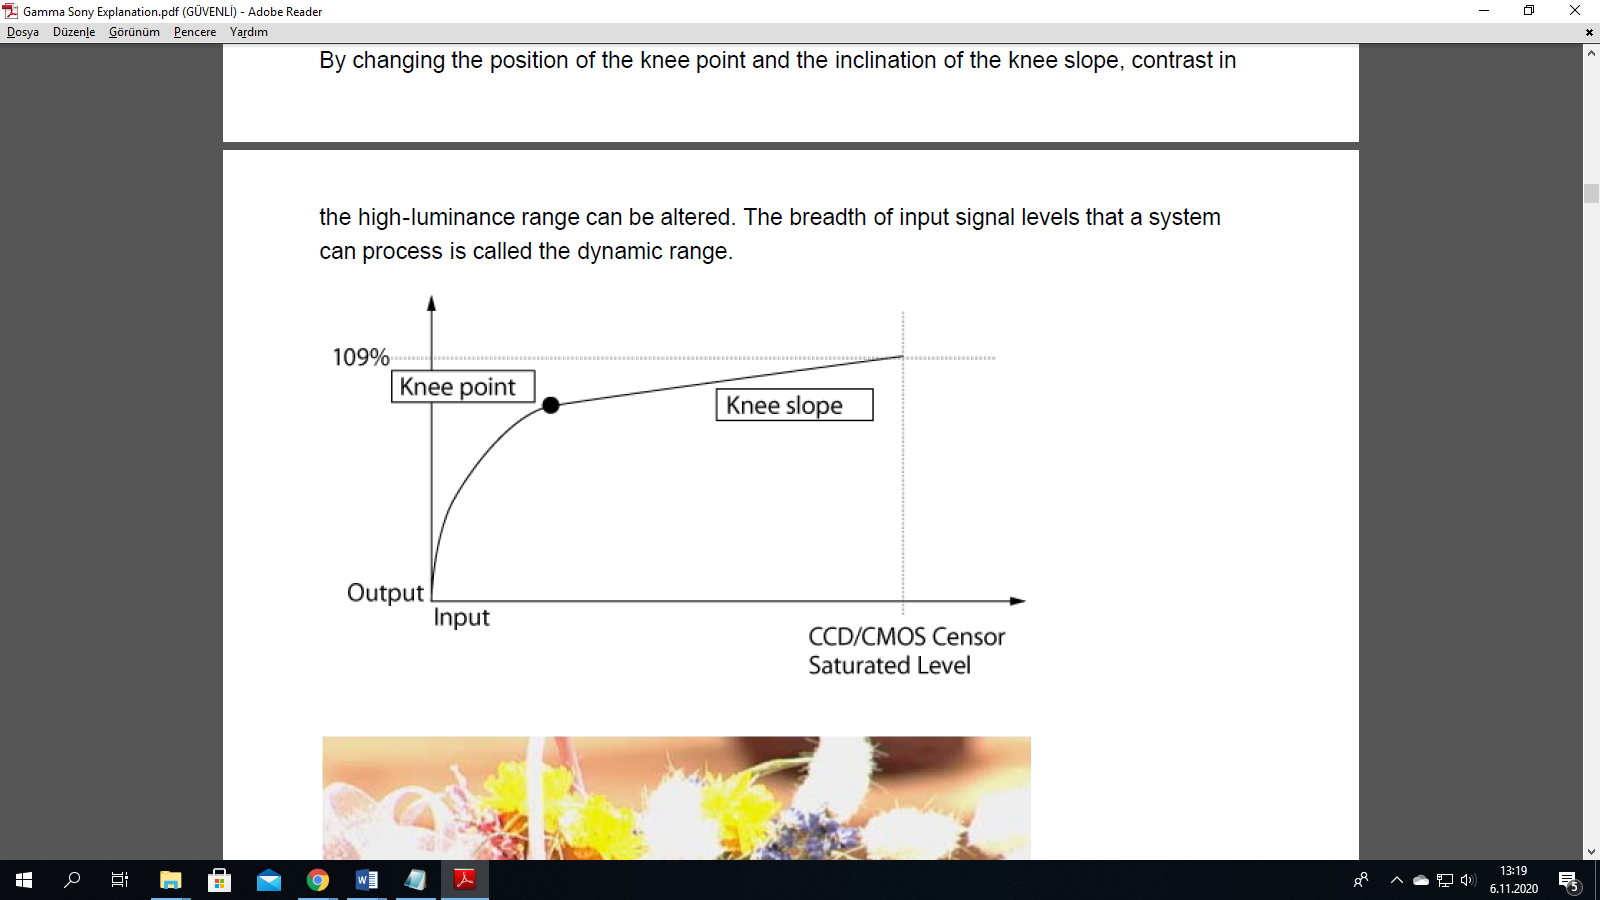 Gamma Sony Explanation.pdf (GÜVENLİ) - Adobe Reader
Dosya Düzenle Görünüm Pencere Yardım
By changing the position of the knee point and the inclination of the knee slope, contrast in
the high-luminance range can be altered. The breadth of input signal levels that a system
can process is called the dynamic range.
109%
Knee point
Knee slope
Output
Input
CCD/CMOS Censor
Saturated Level
13:19
6.11.2020
5